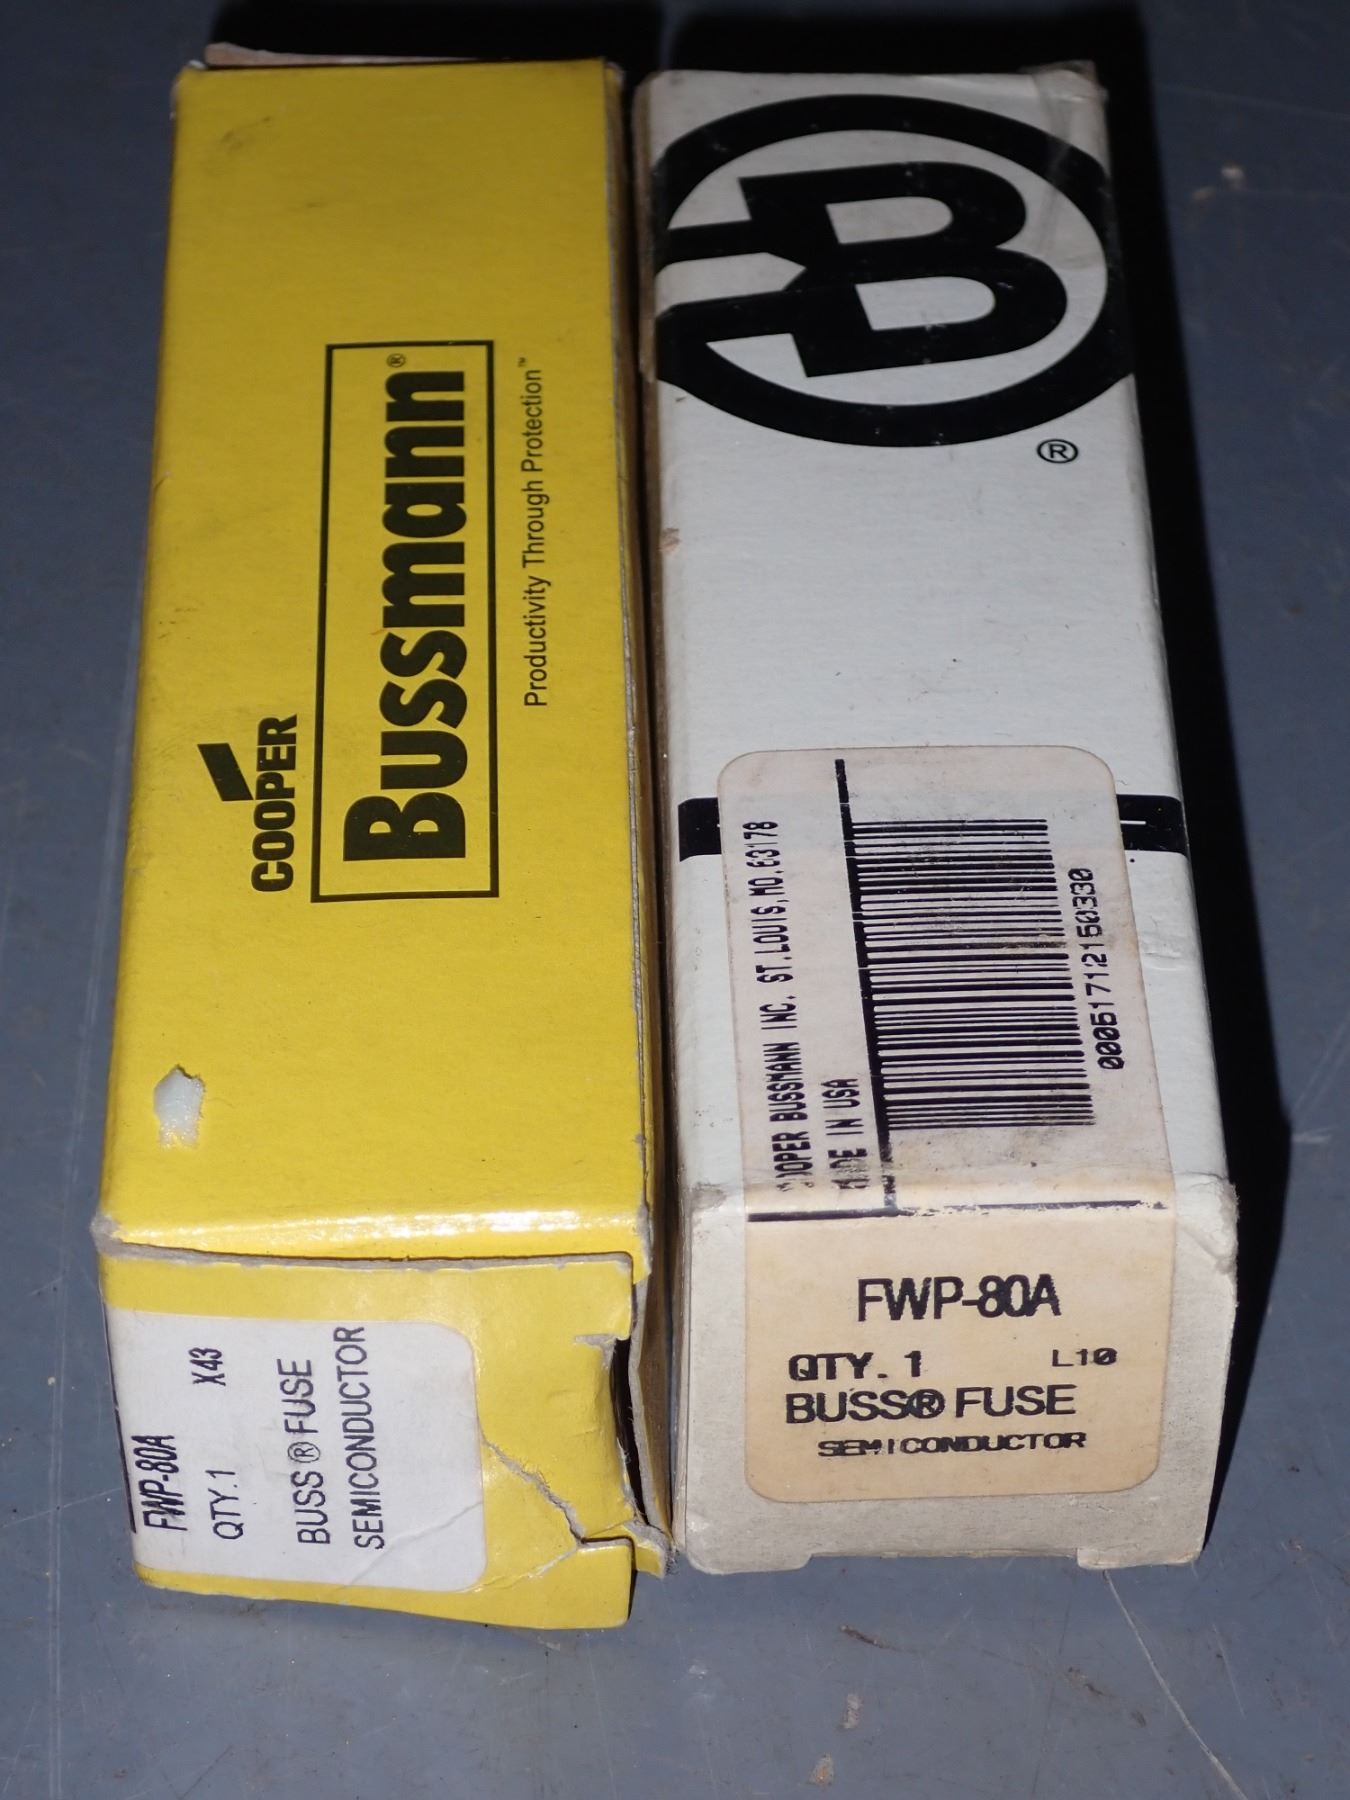 COOPER
Bussmann®
Productivity Through Protection™
FWP-80A
QTY.1 X43
BUSS® FUSE
SEMICONDUCTOR
B
®
COOPER BUSSMANN INC. ST.LOUIS,MO.63178
MADE IN USA
00051712150330
FWP-80A
QTY. 1 L10
BUSS® FUSE
SEMICONDUCTOR